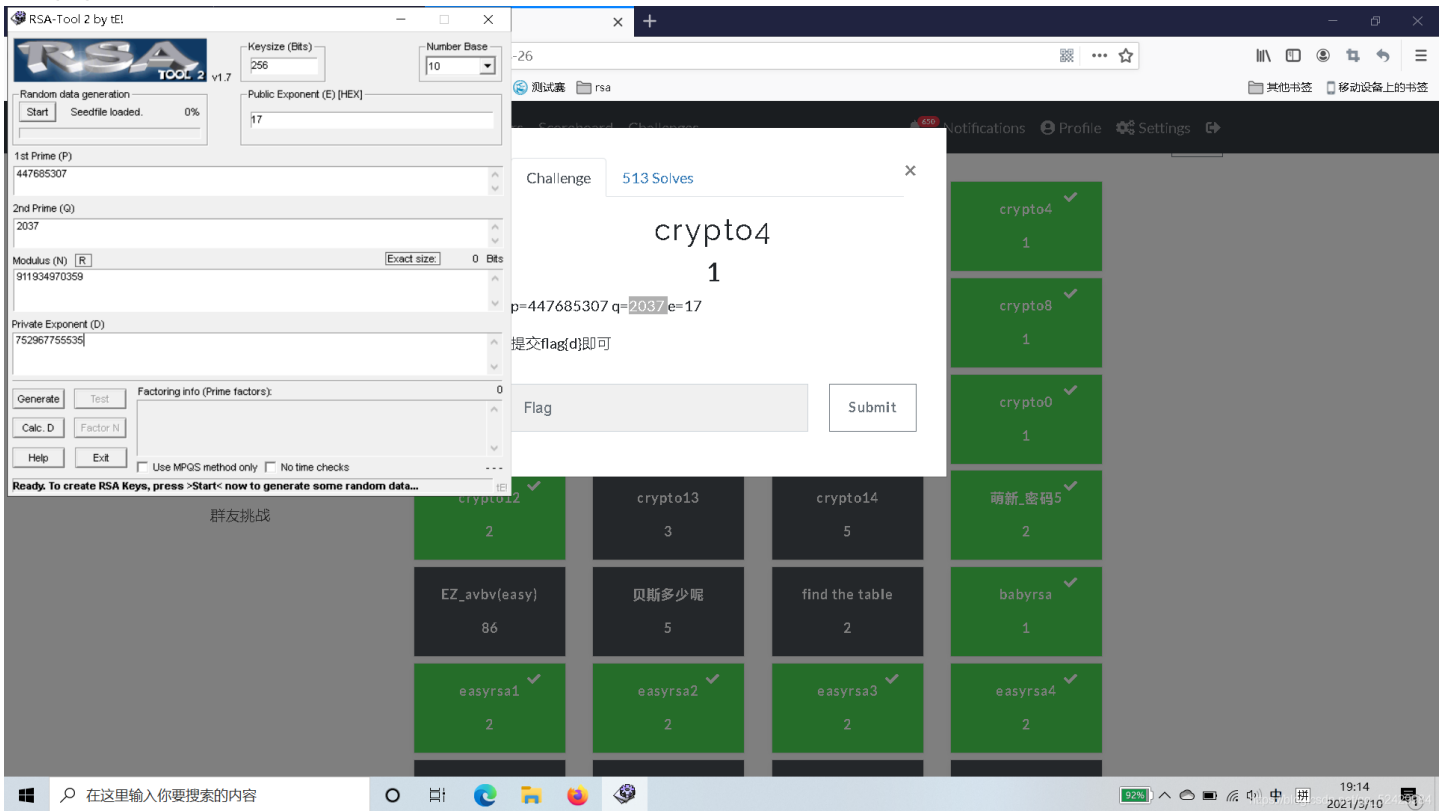 RSA-Tool 2 by tE!
RSA TOOL 2 v1.7
Keysize (Bits)
256
Number Base
10
Random data generation
Start Seedfile loaded. 0%
Public Exponent (E) [HEX]
17
1st Prime (P)
447685307
2nd Prime (Q)
2037
Modulus (N) R Exact size: 0 Bits
911934970359
Private Exponent (D)
752967755535
Generate Test Factoring info (Prime factors): 0
Calc. D Factor N
Help Exit
Use MPQS method only No time checks ---
Ready. To create RSA Keys, press >Start< now to generate some random data... tE
-26
测试赛 rsa
其他书签 移动设备上的书签
Scoreboard Challenges
650 Notifications Profile Settings
Challenge 513 Solves ×
crypto4
1
p=447685307 q=2037 e=17
提交flag{d}即可
Flag Submit
crypto4
1
crypto8
1
crypto0
1
群友挑战
crypto12
2
crypto13
3
crypto14
5
萌新_密码5
2
EZ_avbv(easy)
86
贝斯多少呢
5
find the table
2
babyrsa
1
easyrsa1
2
easyrsa2
2
easyrsa3
2
easyrsa4
2
在这里输入你要搜索的内容
92% 中 拼 19:14
2021/3/10 1